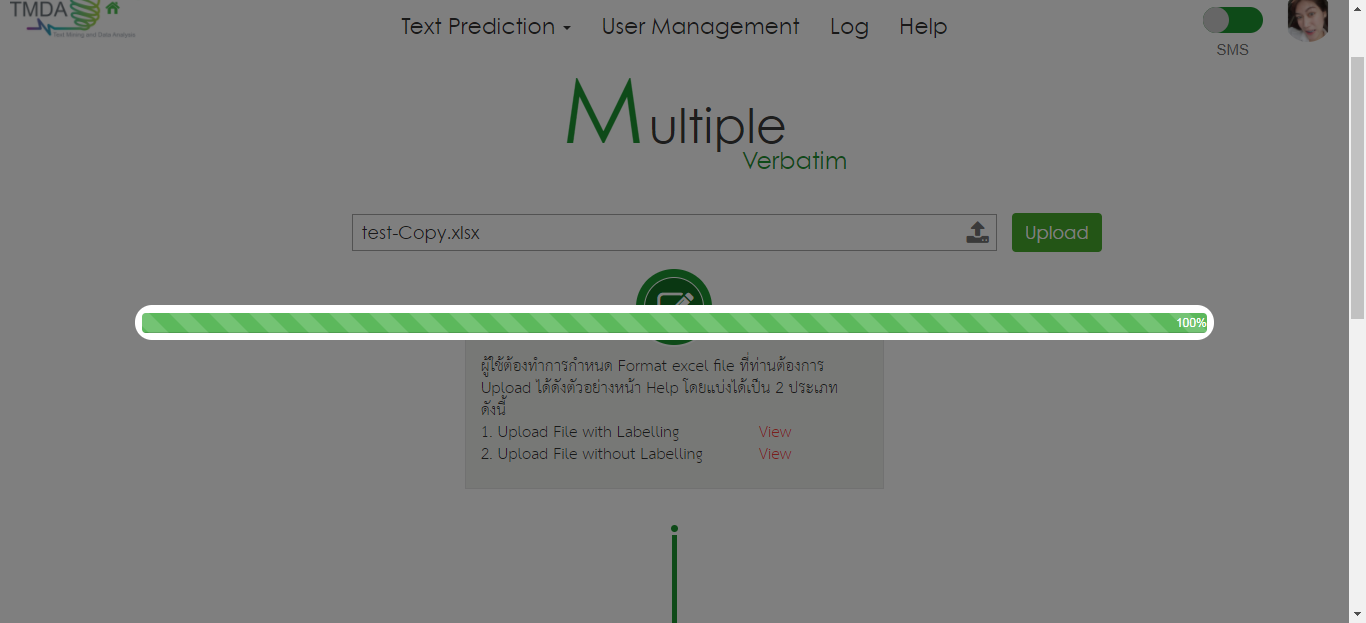 TMDA
Text Mining and Data Analysis
Text Prediction
User Management
Log
Help
SMS
Multiple
Verbatim
test-Copy.xlsx
Upload
100%
ผู้ใช้ต้องทำการกำหนด Format excel file ที่ท่านต้องการ
Upload ได้ดังตัวอย่างหน้า Help โดยแบ่งได้เป็น 2 ประเภท
ดังนี้
1. Upload File with Labelling View
2. Upload File without Labelling View